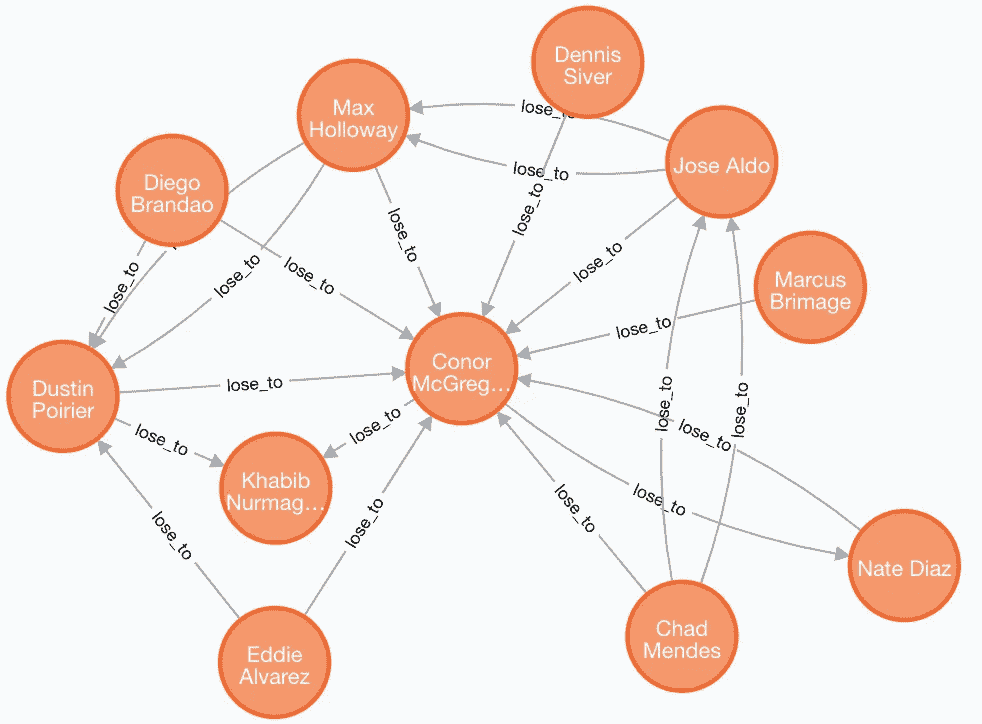 Dennis
Siver
Max
Holloway
lose_to
Jose Aldo
lose_to
Diego
Brandao
lose_to
lose_to
lose_to
lose_to
lose_to
lose_to
Marcus
Brimage
lose_to
Conor
McGreg...
Dustin
Poirier
lose_to
lose_to
lose_to
lose_to
lose_to
lose_to
Khabib
Nurmag...
lose_to
lose_to
lose_to
lose_to
Nate Diaz
Chad
Mendes
Eddie
Alvarez